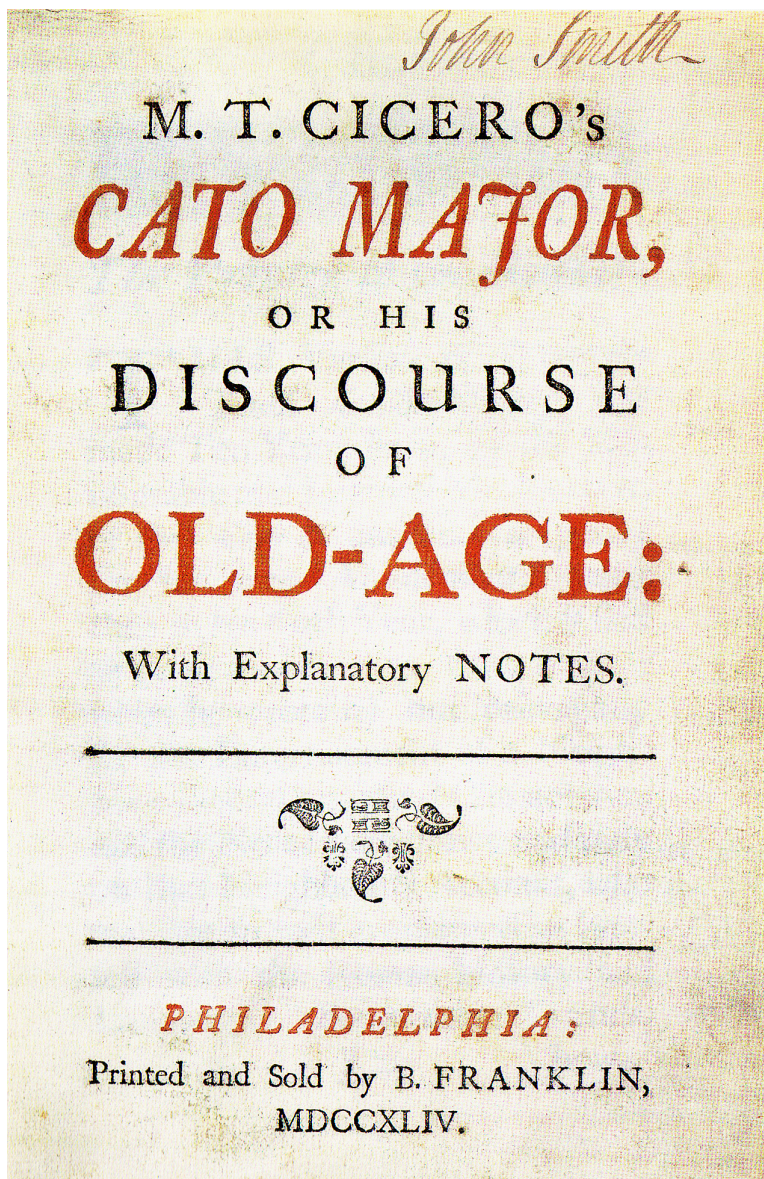 John Smith
M. T. CICERO's
CATO MAJOR,
OR HIS
DISCOURSE
OF
OLD-AGE:
With Explanatory NOTES.
PHILADELPHIA:
Printed and Sold by B. FRANKLIN,
MDCCXLIV.